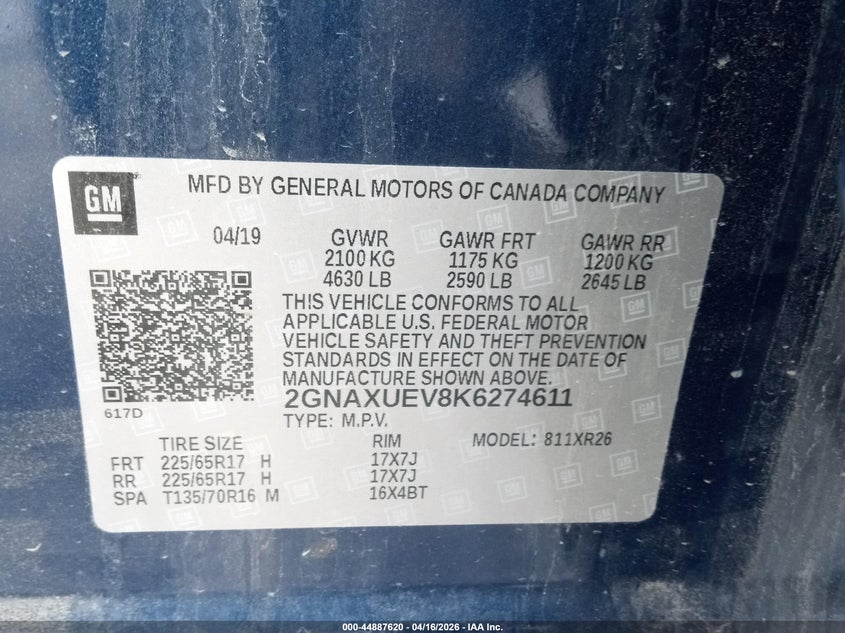 GM
MFD BY GENERAL MOTORS OF CANADA COMPANY
04/19 GVWR GAWR FRT GAWR RR
2100 KG 1175 KG 1200 KG
4630 LB 2590 LB 2645 LB
THIS VEHICLE CONFORMS TO ALL
APPLICABLE U.S. FEDERAL MOTOR
VEHICLE SAFETY AND THEFT PREVENTION
STANDARDS IN EFFECT ON THE DATE OF
MANUFACTURE SHOWN ABOVE.
617D
2GNAXUEV8K6274611
TYPE: M.P.V.
TIRE SIZE RIM MODEL: 811XR26
FRT 225/65R17 H 17X7J
RR 225/65R17 H 17X7J
SPA T135/70R16 M 16X4BT
000-44887620 - 04/16/2026 - IAA Inc.